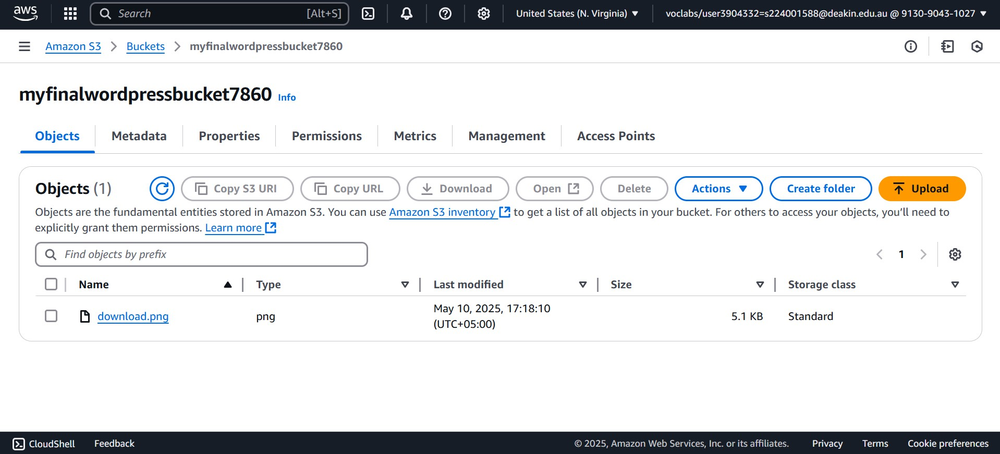 aws
Search [Alt+S]
United States (N. Virginia)
voclabs/user3904332=s224001588@deakin.edu.au @ 9130-9043-1027
Amazon S3 Buckets myfinalwordpressbucket7860
myfinalwordpressbucket7860 Info
Objects Metadata Properties Permissions Metrics Management Access Points
Objects (1) Copy S3 URI Copy URL Download Open Delete Actions Create folder Upload
Objects are the fundamental entities stored in Amazon S3. You can use Amazon S3 inventory to get a list of all objects in your bucket. For others to access your objects, you’ll need to
explicitly grant them permissions. Learn more
Find objects by prefix
1
Name Type Last modified Size Storage class
download.png png May 10, 2025, 17:18:10 5.1 KB Standard
(UTC+05:00)
CloudShell Feedback © 2025, Amazon Web Services, Inc. or its affiliates. Privacy Terms Cookie preferences